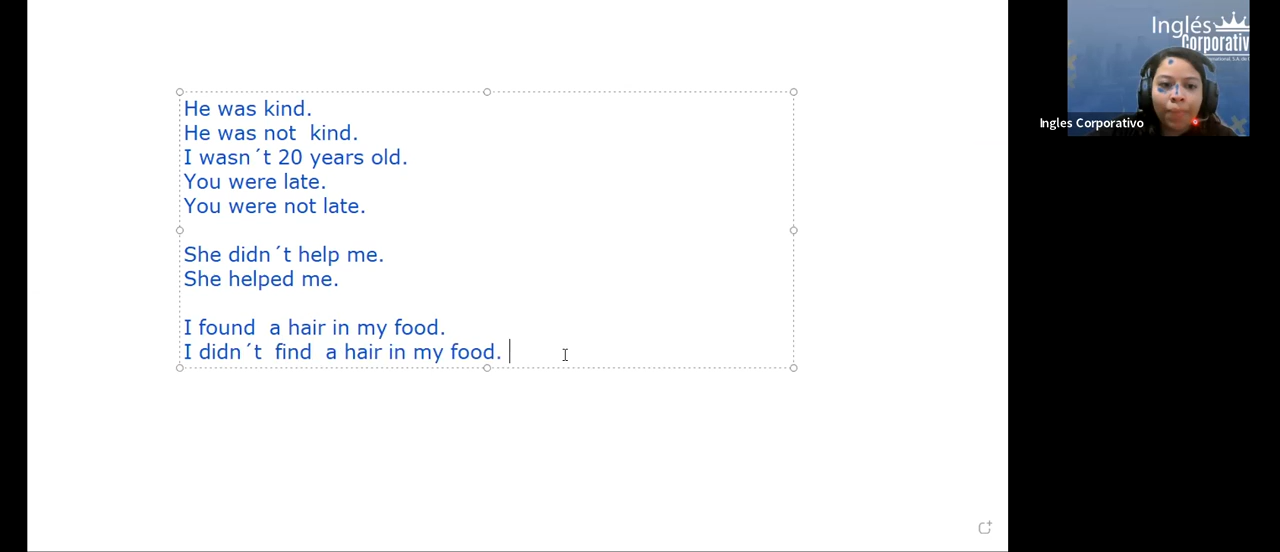 He was kind.
He was not  kind.
I wasn´t 20 years old.
You were late.
You were not late.
She didn´t help me.
She helped me.
I found  a hair in my food.
I didn´t  find  a hair in my food.
Inglés
Corporativ
Ingles Corporativo